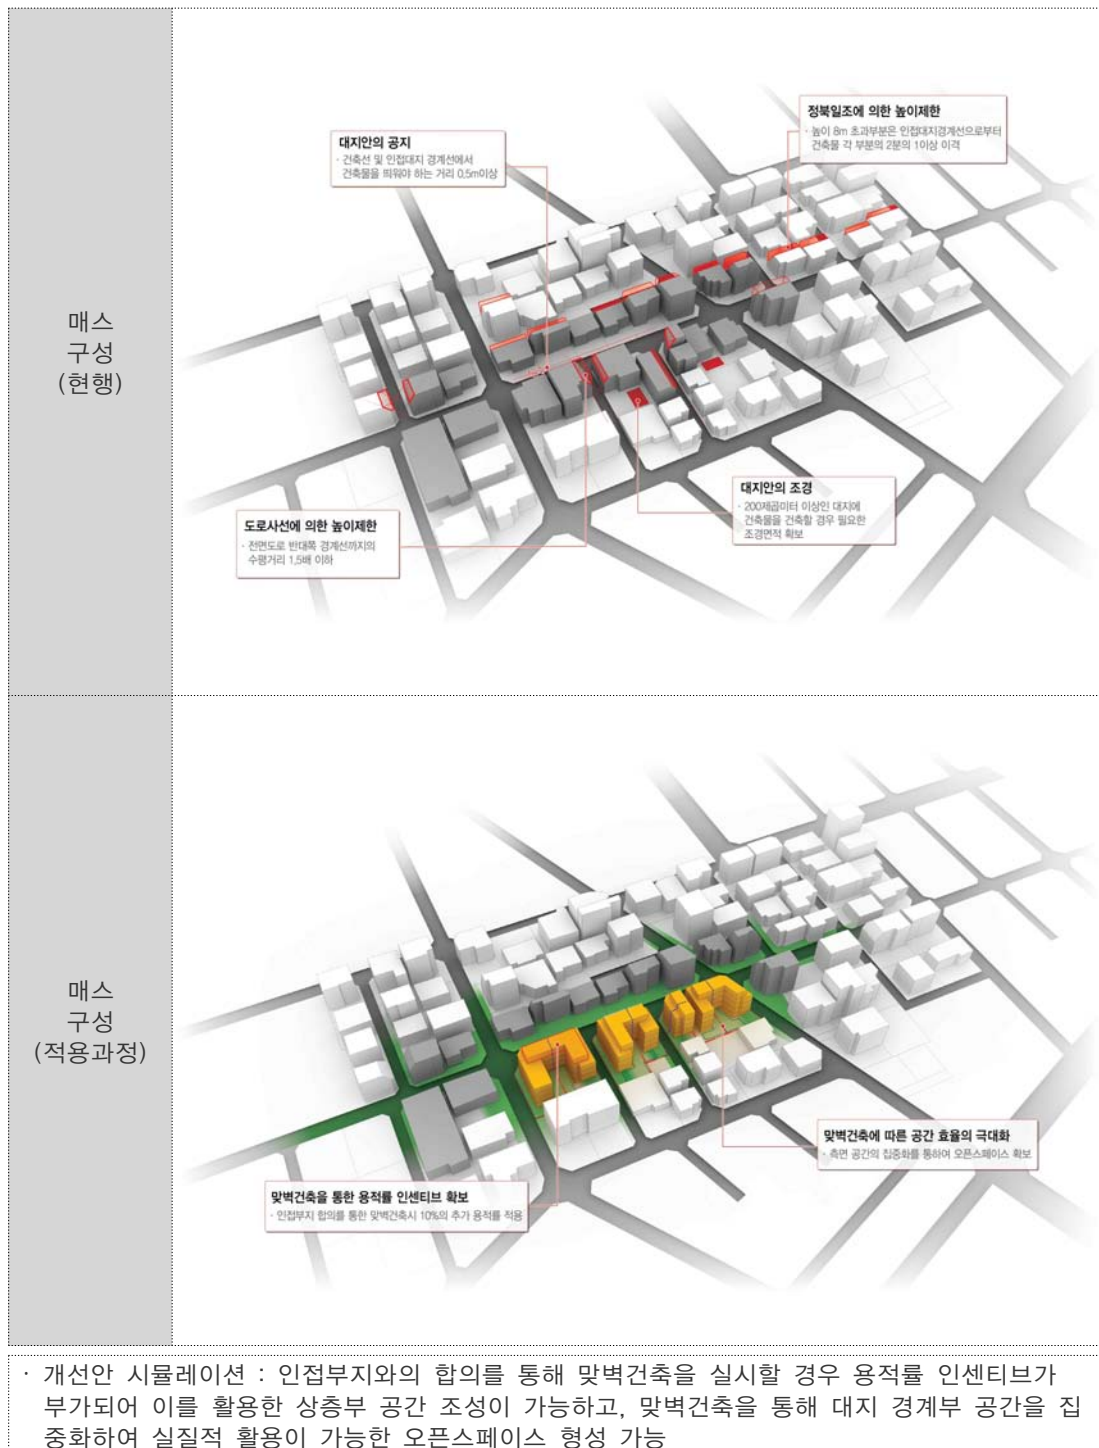 매스
구성
(현행)
대지안의 공지
· 건축선 및 인접대지 경계선에서
건축물을 띄워야 하는 거리 0.5m이상
정북일조에 의한 높이제한
· 높이 8m 초과부분은 인접대지경계선으로부터
건축물 각 부분의 2분의 1이상 이격
도로사선에 의한 높이제한
· 전면도로 반대쪽 경계선까지의
수평거리 1.5배 이하
대지안의 조경
· 200제곱미터 이상인 대지에
건축물을 건축할 경우 필요한
조경면적 확보
매스
구성
(적용과정)
맞벽건축을 통한 용적률 인센티브 확보
· 인접부지 합의를 통한 맞벽건축시 10%의 추가 용적률 적용
맞벽건축에 따른 공간 효율의 극대화
· 측면 공간의 집중화를 통하여 오픈스페이스 확보
· 개선안 시뮬레이션 : 인접부지와의 합의를 통해 맞벽건축을 실시할 경우 용적률 인센티브가
부가되어 이를 활용한 상층부 공간 조성이 가능하고, 맞벽건축을 통해 대지 경계부 공간을 집
중화하여 실질적 활용이 가능한 오픈스페이스 형성 가능